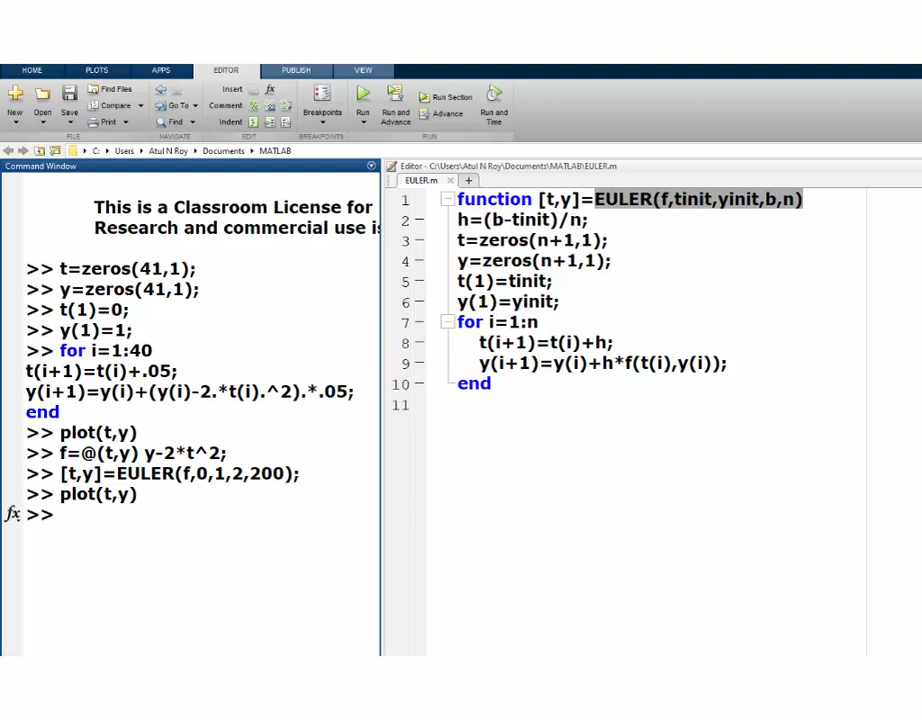 HOME PLOTS APPS EDITOR PUBLISH VIEW
New Open Save Find Files Compare Print
Go To Find
Insert fx
Comment %
Indent
Breakpoints
Run Run and Advance Run Section Advance Run and Time
FILE NAVIGATE EDIT BREAKPOINTS RUN
C: Users Atul N Roy Documents MATLAB
Command Window
This is a Classroom License for
Research and commercial use is
>> t=zeros(41,1);
>> y=zeros(41,1);
>> t(1)=0;
>> y(1)=1;
>> for i=1:40
t(i+1)=t(i)+.05;
y(i+1)=y(i)+(y(i)-2.*t(i).^2).*.05;
end
>> plot(t,y)
>> f=@(t,y) y-2*t^2;
>> [t,y]=EULER(f,0,1,2,200);
>> plot(t,y)
fx >>
Editor - C:\Users\Atul N Roy\Documents\MATLAB\EULER.m
EULER.m × +
1 function [t,y]=EULER(f,tinit,yinit,b,n)
2 h=(b-tinit)/n;
3 t=zeros(n+1,1);
4 y=zeros(n+1,1);
5 t(1)=tinit;
6 y(1)=yinit;
7 for i=1:n
8 t(i+1)=t(i)+h;
9 y(i+1)=y(i)+h*f(t(i),y(i));
10 end
11